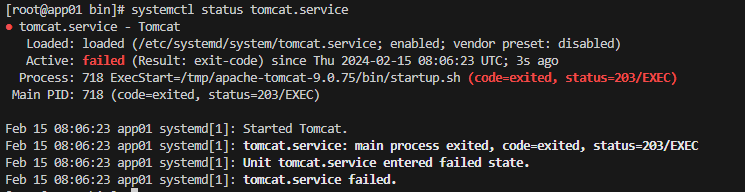 [root@app01 bin]# systemctl status tomcat.service
● tomcat.service - Tomcat
   Loaded: loaded (/etc/systemd/system/tomcat.service; enabled; vendor preset: disabled)
   Active: failed (Result: exit-code) since Thu 2024-02-15 08:06:23 UTC; 3s ago
  Process: 718 ExecStart=/tmp/apache-tomcat-9.0.75/bin/startup.sh (code=exited, status=203/EXEC)
 Main PID: 718 (code=exited, status=203/EXEC)

Feb 15 08:06:23 app01 systemd[1]: Started Tomcat.
Feb 15 08:06:23 app01 systemd[1]: tomcat.service: main process exited, code=exited, status=203/EXEC
Feb 15 08:06:23 app01 systemd[1]: Unit tomcat.service entered failed state.
Feb 15 08:06:23 app01 systemd[1]: tomcat.service failed.